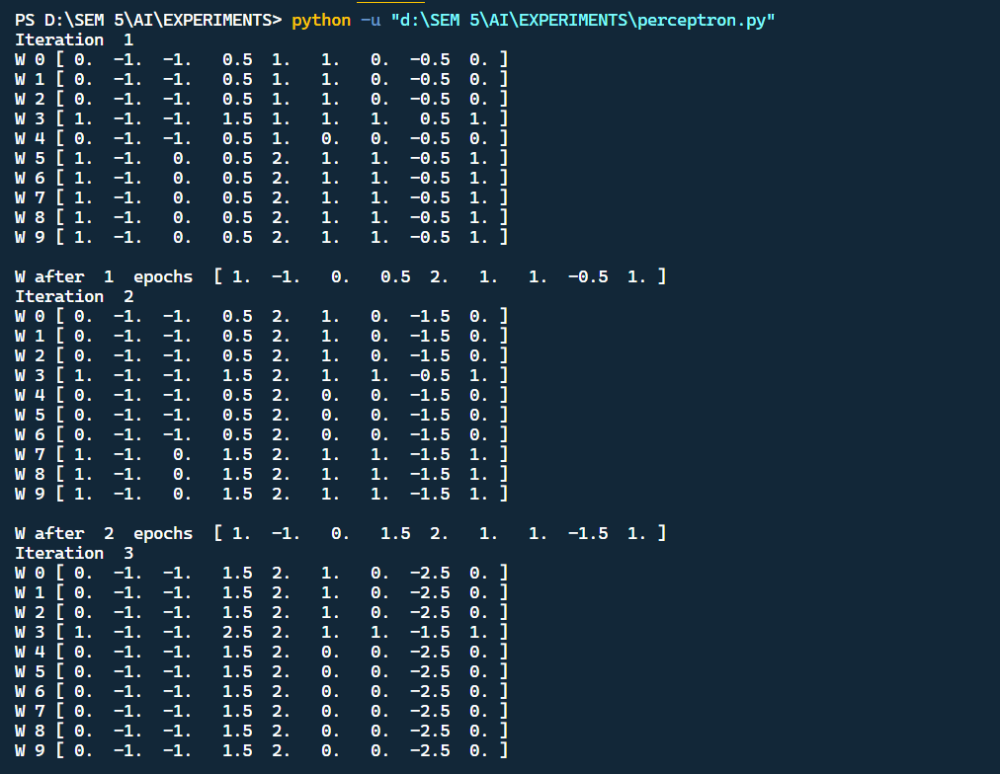 PS D:\SEM 5\AI\EXPERIMENTS> python -u "d:\SEM 5\AI\EXPERIMENTS\perceptron.py"
Iteration  1
W 0 [ 0.  -1.  -1.   0.5  1.   1.   0.  -0.5  0. ]
W 1 [ 0.  -1.  -1.   0.5  1.   1.   0.  -0.5  0. ]
W 2 [ 0.  -1.  -1.   0.5  1.   1.   0.  -0.5  0. ]
W 3 [ 1.  -1.  -1.   1.5  1.   1.   1.   0.5  1. ]
W 4 [ 0.  -1.  -1.   0.5  1.   0.   0.  -0.5  0. ]
W 5 [ 1.  -1.   0.   0.5  2.   1.   1.  -0.5  1. ]
W 6 [ 1.  -1.   0.   0.5  2.   1.   1.  -0.5  1. ]
W 7 [ 1.  -1.   0.   0.5  2.   1.   1.  -0.5  1. ]
W 8 [ 1.  -1.   0.   0.5  2.   1.   1.  -0.5  1. ]
W 9 [ 1.  -1.   0.   0.5  2.   1.   1.  -0.5  1. ]
W after  1  epochs  [ 1.  -1.   0.   0.5  2.   1.   1.  -0.5  1. ]
Iteration  2
W 0 [ 0.  -1.  -1.   0.5  2.   1.   0.  -1.5  0. ]
W 1 [ 0.  -1.  -1.   0.5  2.   1.   0.  -1.5  0. ]
W 2 [ 0.  -1.  -1.   0.5  2.   1.   0.  -1.5  0. ]
W 3 [ 1.  -1.  -1.   1.5  2.   1.   1.  -0.5  1. ]
W 4 [ 0.  -1.  -1.   0.5  2.   0.   0.  -1.5  0. ]
W 5 [ 0.  -1.  -1.   0.5  2.   0.   0.  -1.5  0. ]
W 6 [ 0.  -1.  -1.   0.5  2.   0.   0.  -1.5  0. ]
W 7 [ 1.  -1.   0.   1.5  2.   1.   1.  -1.5  1. ]
W 8 [ 1.  -1.   0.   1.5  2.   1.   1.  -1.5  1. ]
W 9 [ 1.  -1.   0.   1.5  2.   1.   1.  -1.5  1. ]
W after  2  epochs  [ 1.  -1.   0.   1.5  2.   1.   1.  -1.5  1. ]
Iteration  3
W 0 [ 0.  -1.  -1.   1.5  2.   1.   0.  -2.5  0. ]
W 1 [ 0.  -1.  -1.   1.5  2.   1.   0.  -2.5  0. ]
W 2 [ 0.  -1.  -1.   1.5  2.   1.   0.  -2.5  0. ]
W 3 [ 1.  -1.  -1.   2.5  2.   1.   1.  -1.5  1. ]
W 4 [ 0.  -1.  -1.   1.5  2.   0.   0.  -2.5  0. ]
W 5 [ 0.  -1.  -1.   1.5  2.   0.   0.  -2.5  0. ]
W 6 [ 0.  -1.  -1.   1.5  2.   0.   0.  -2.5  0. ]
W 7 [ 0.  -1.  -1.   1.5  2.   0.   0.  -2.5  0. ]
W 8 [ 0.  -1.  -1.   1.5  2.   0.   0.  -2.5  0. ]
W 9 [ 0.  -1.  -1.   1.5  2.   0.   0.  -2.5  0. ]